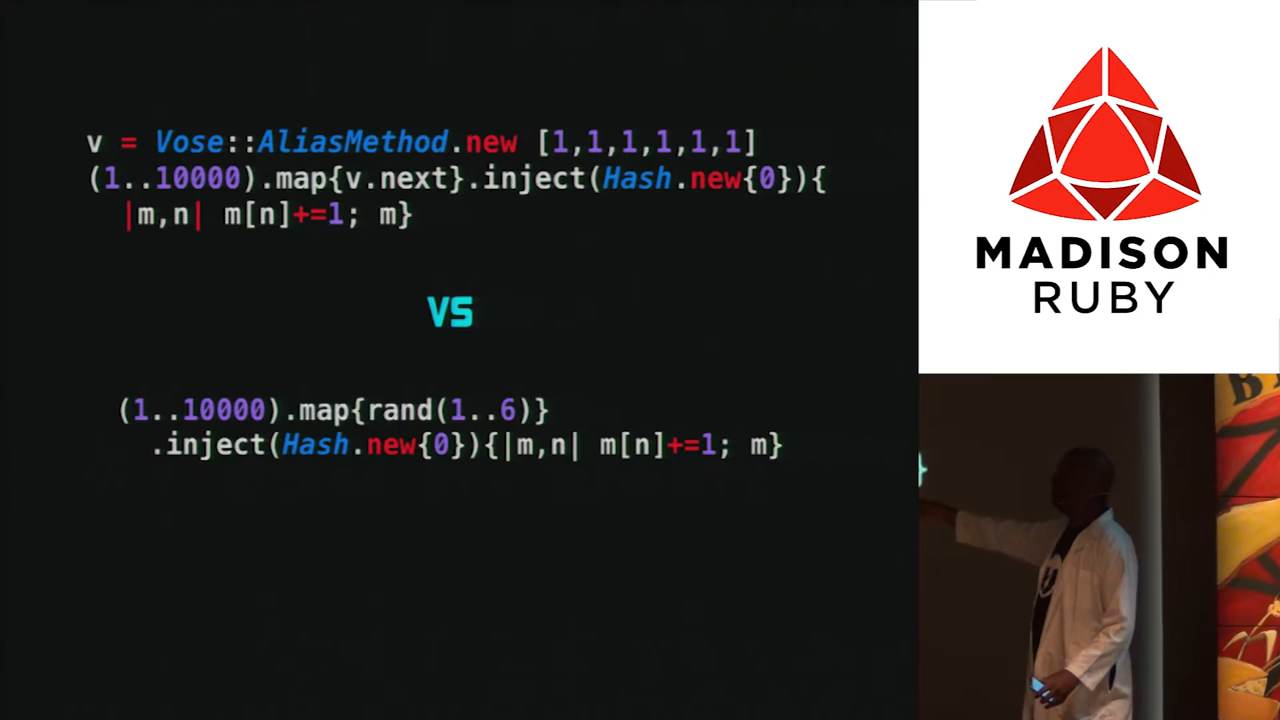 v = Vose::AliasMethod.new [1,1,1,1,1,1]
(1..10000).map{v.next}.inject(Hash.new{0}){
|m,n| m[n]+=1; m}
VS
(1..10000).map{rand(1..6)}
.inject(Hash.new{0}){|m,n| m[n]+=1; m}
MADISON
RUBY